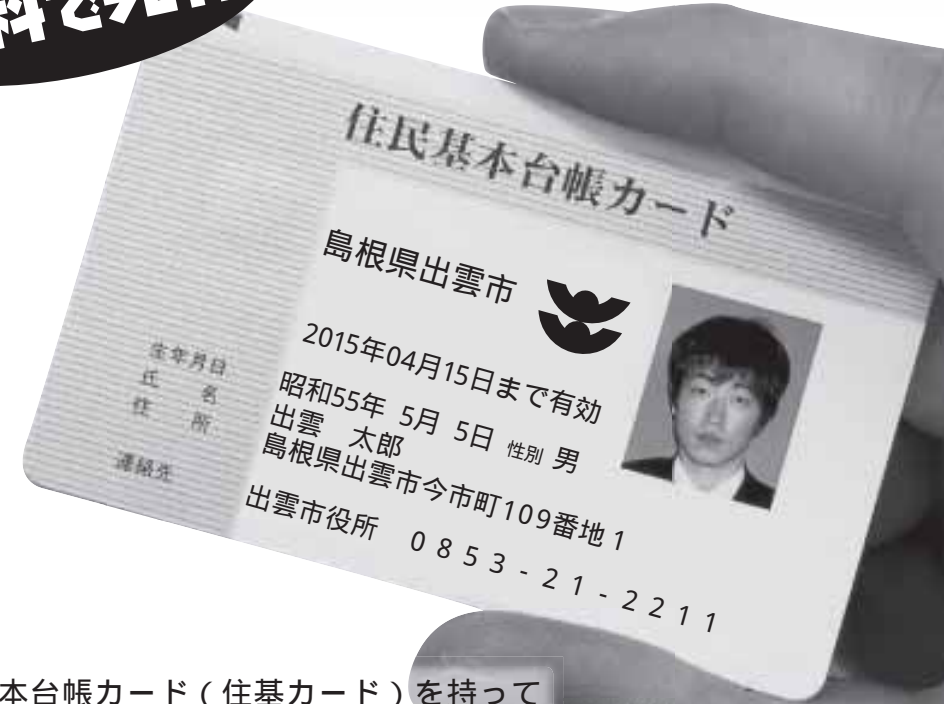 料で
住民基本台帳カード
島根県出雲市
2015年04月15日まで有効
生年月日
昭和55年 5月 5日 性別 男
氏 名
出雲 太郎
住 所
島根県出雲市今市町109番地1
連絡先
出雲市役所 0853-21-2211
本台帳カード(住基カード)を持って